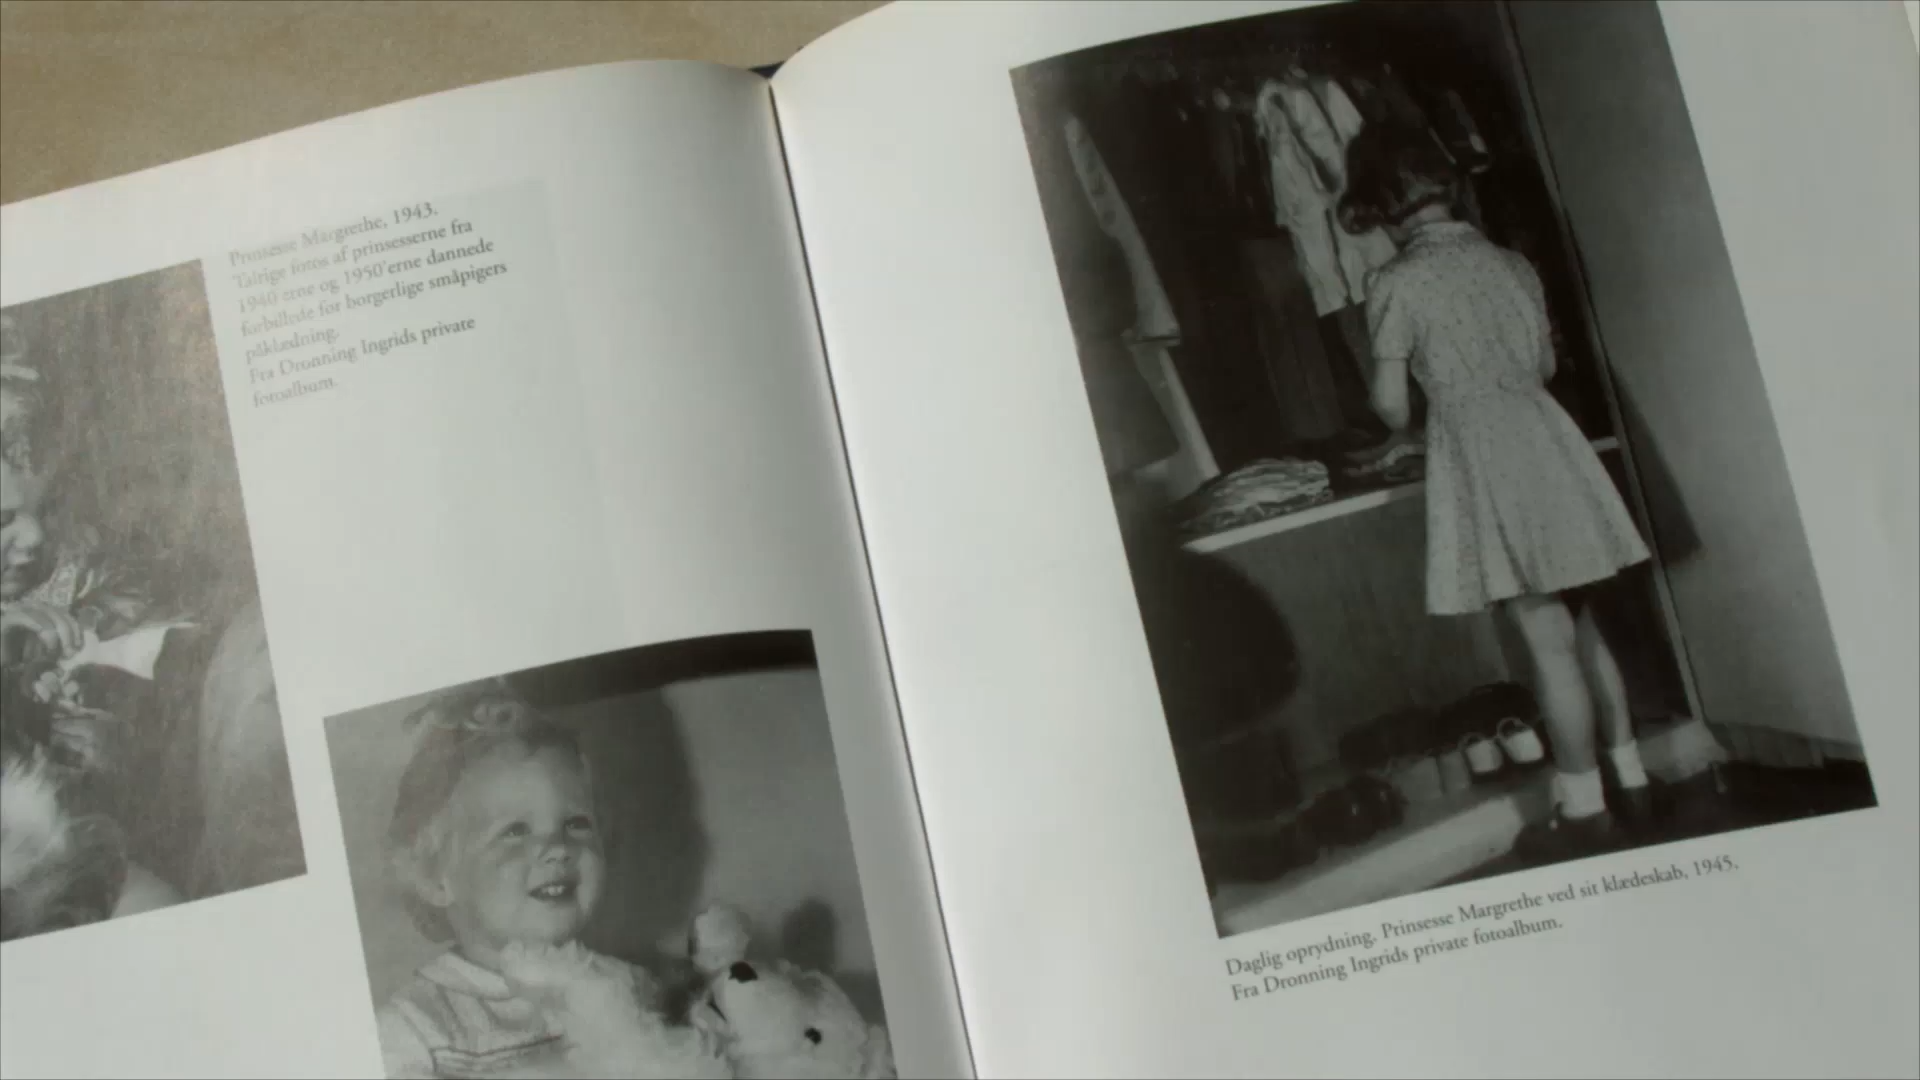 Prinsesse Margrethe, 1943.
Talrige fotos af prinsesserne fra
1940'erne og 1950'erne dannede
forbillede for borgerlige småpigers
påklædning.
Fra Dronning Ingrids private
fotoalbum.
Daglig oprydning. Prinsesse Margrethe ved sit klædeskab, 1945.
Fra Dronning Ingrids private fotoalbum.